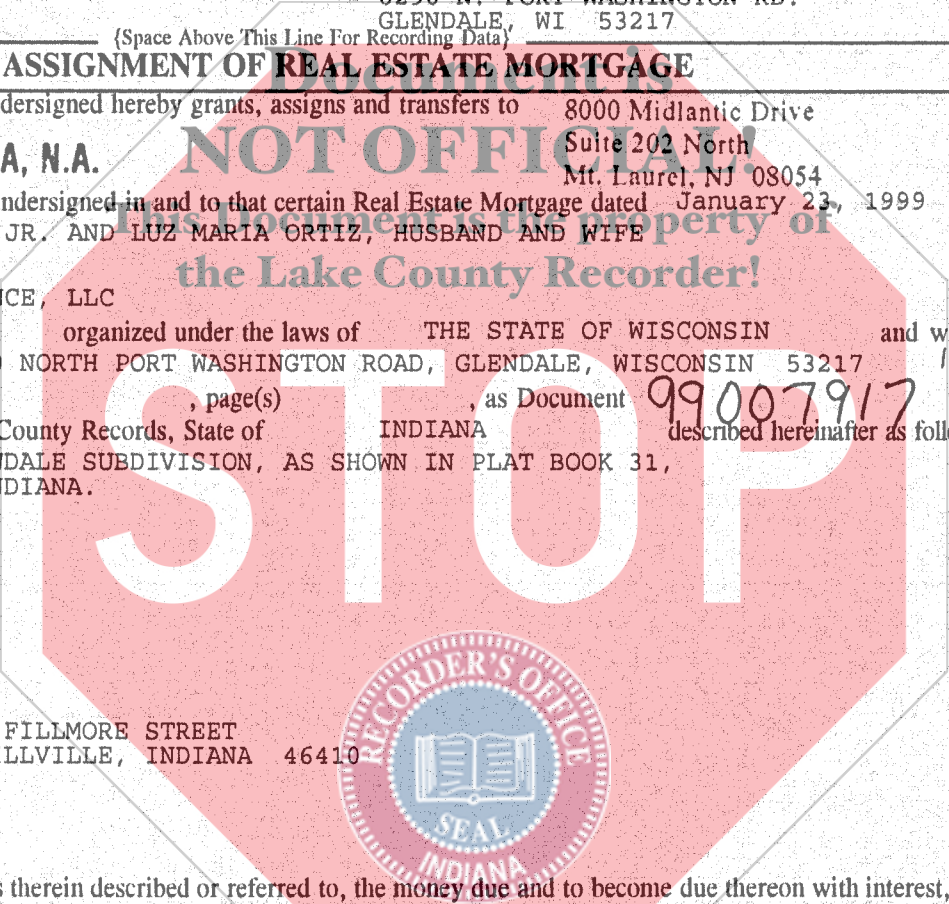 GLENDALE, WI 53217
{Space Above This Line For Recording Data}
ASSIGNMENT OF REAL ESTATE MORTGAGE
Document is
dersigned hereby grants, assigns and transfers to 8000 Midlantic Drive
NOT OFFICIAL!
Suite 202 North
A, N.A.
Mt. Laurel, NJ 08054
ndersigned in and to that certain Real Estate Mortgage dated January 23, 1999
This Document is the property of
JR. AND LUZ MARIA ORTIZ, HUSBAND AND WIFE
the Lake County Recorder!
NCE, LLC
organized under the laws of THE STATE OF WISCONSIN and w
NORTH PORT WASHINGTON ROAD, GLENDALE, WISCONSIN 53217
, page(s) , as Document 99007917
County Records, State of INDIANA described hereinafter as foll
NDALE SUBDIVISION, AS SHOWN IN PLAT BOOK 31,
NDIANA.
STOP
RECORDER'S OFFICE
SEAL
INDIANA
FILLMORE STREET
LLVILLE, INDIANA 46410
s therein described or referred to, the money due and to become due thereon with interest,